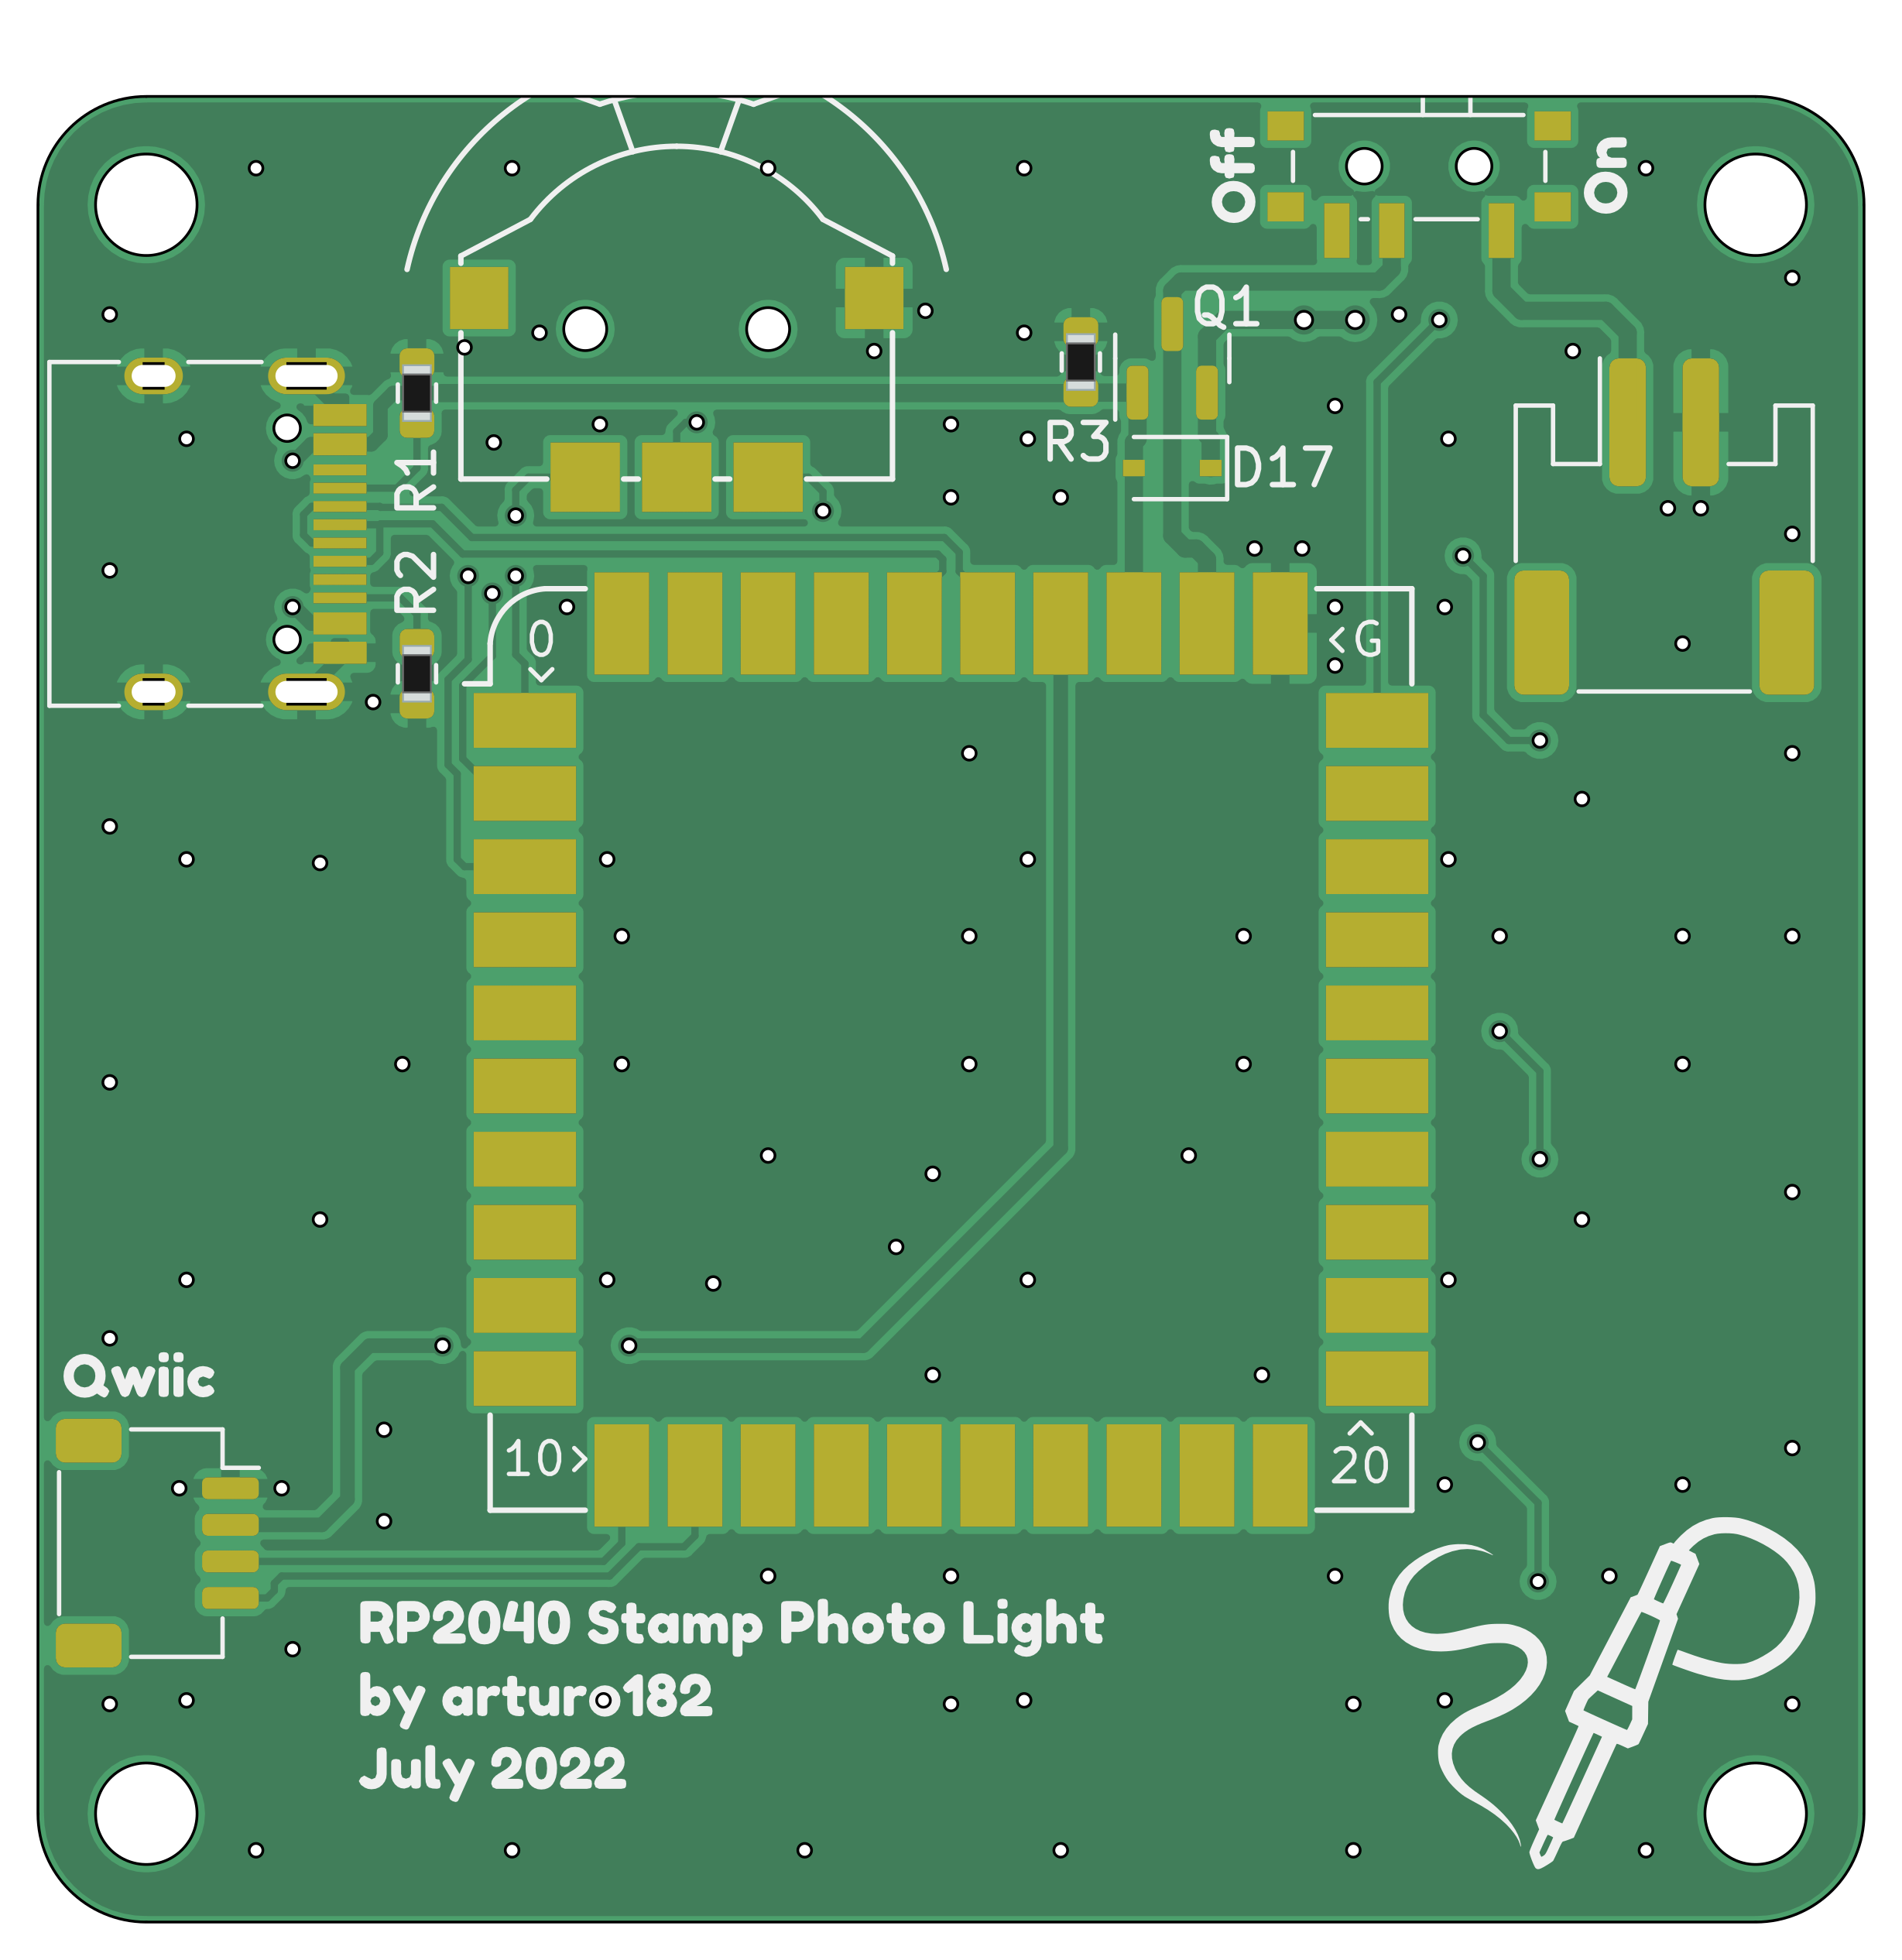 off
on
Q1
R3
D17
R1
R2
0
<G
Qwiic
10>
20
RP2040 Stamp Photo Light
by arturo182
July 2022